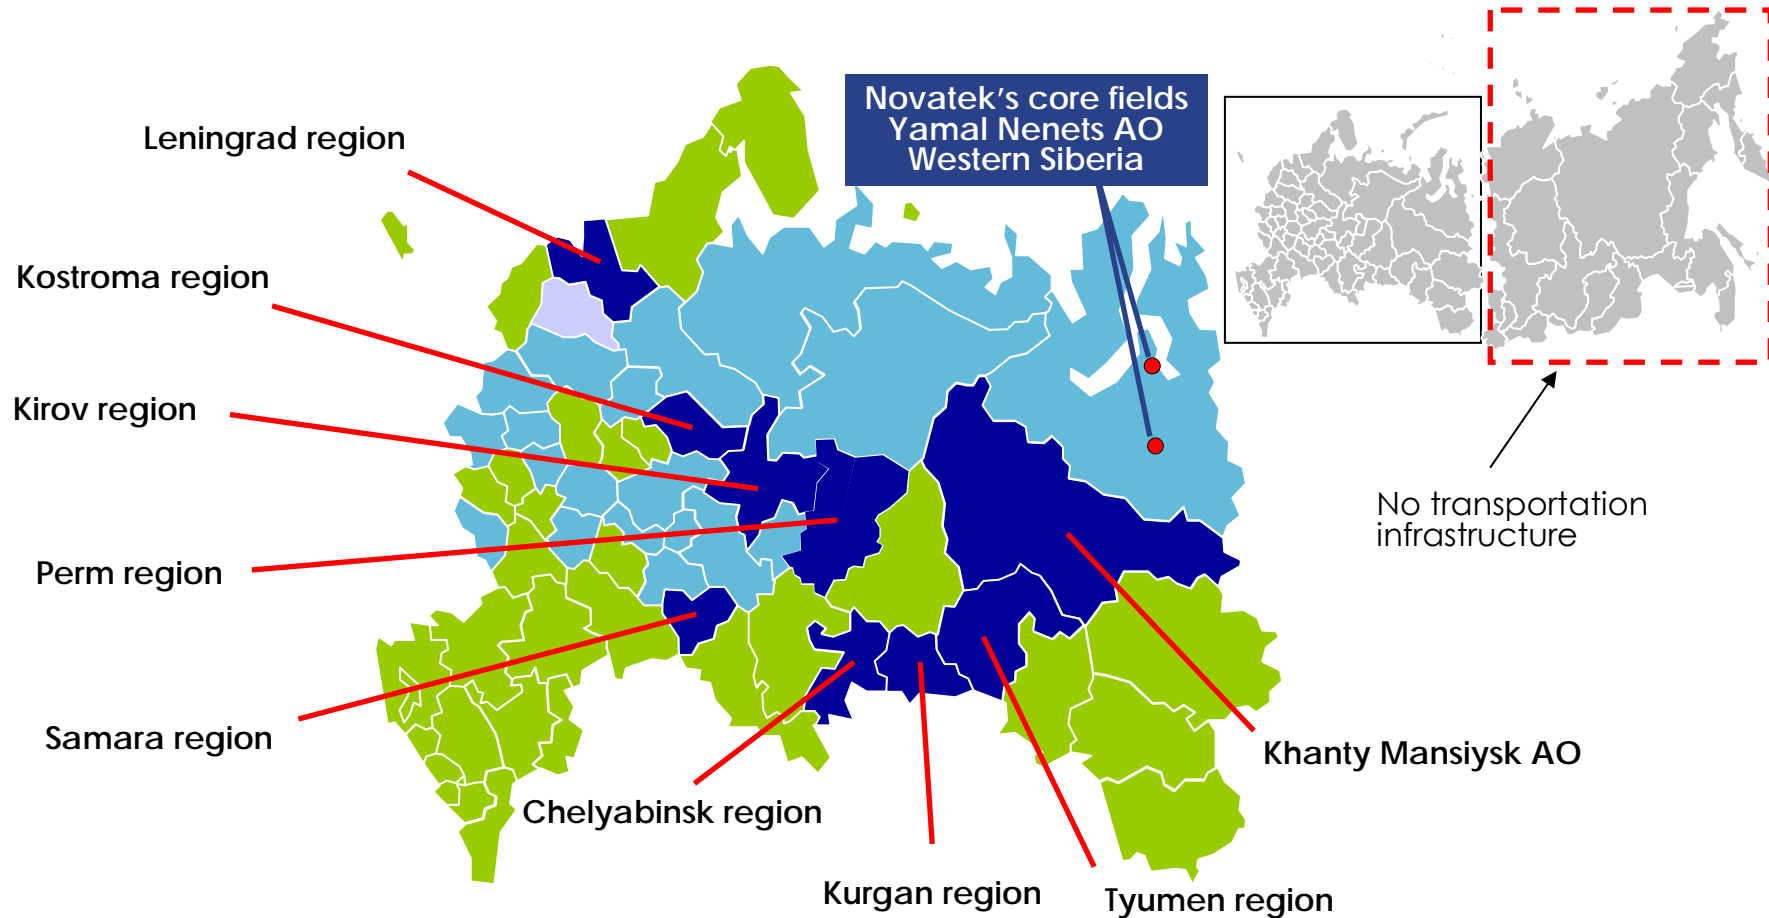 Novatek's core fields
Yamal Nenets AO
Western Siberia
Leningrad region
Kostroma region
Kirov region
No transportation
infrastructure
Perm region
Samara region
Khanty Mansiysk AO
Chelyabinsk region
Kurgan region
Tyumen region